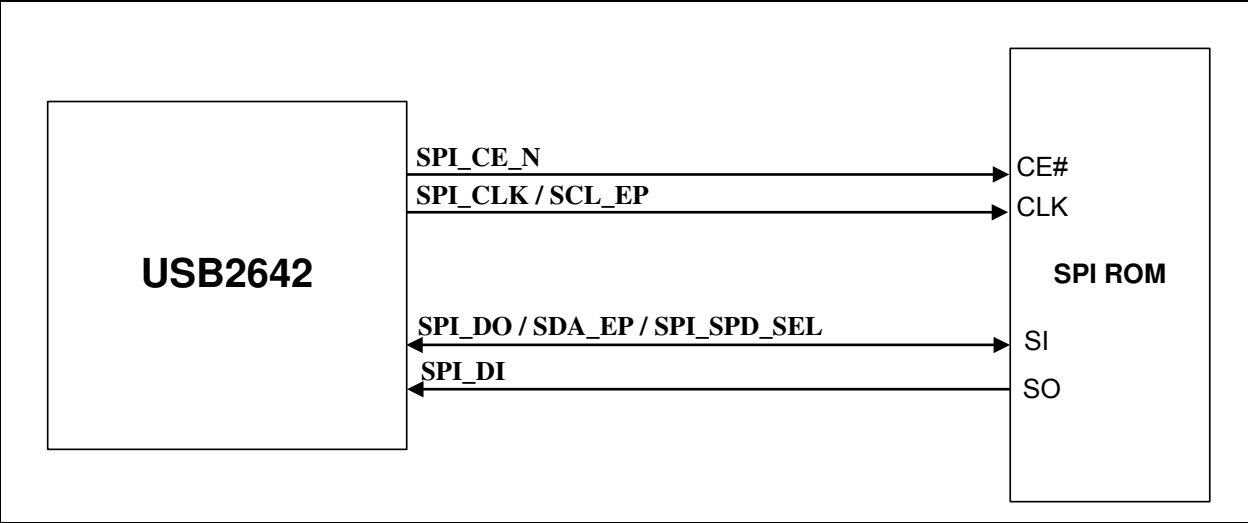 SPI_CE_N
CE#
SPI_CLK / SCL_EP
CLK
USB2642
SPI ROM
SPI_DO / SDA_EP / SPI_SPD_SEL
SI
SPI_DI
SO